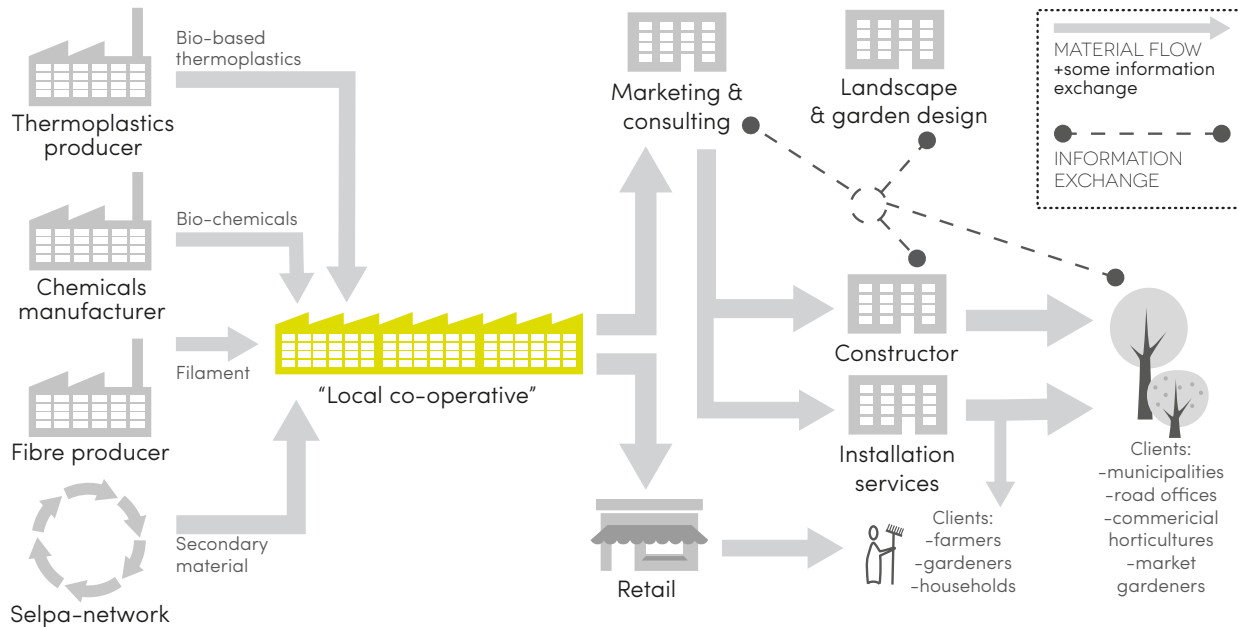 Bio-based
thermoplastics
Thermoplastics
producer
Bio-chemicals
Chemicals
manufacturer
Filament
Fibre producer
Secondary
material
Selpa-network
“Local co-operative”
Marketing &
consulting
Landscape
& garden design
Constructor
Installation
services
Retail
Clients:
-farmers
-gardeners
-households
Clients:
-municipalities
-road offices
-commericial
horticultures
-market
gardeners
MATERIAL FLOW
+some information
exchange
INFORMATION
EXCHANGE